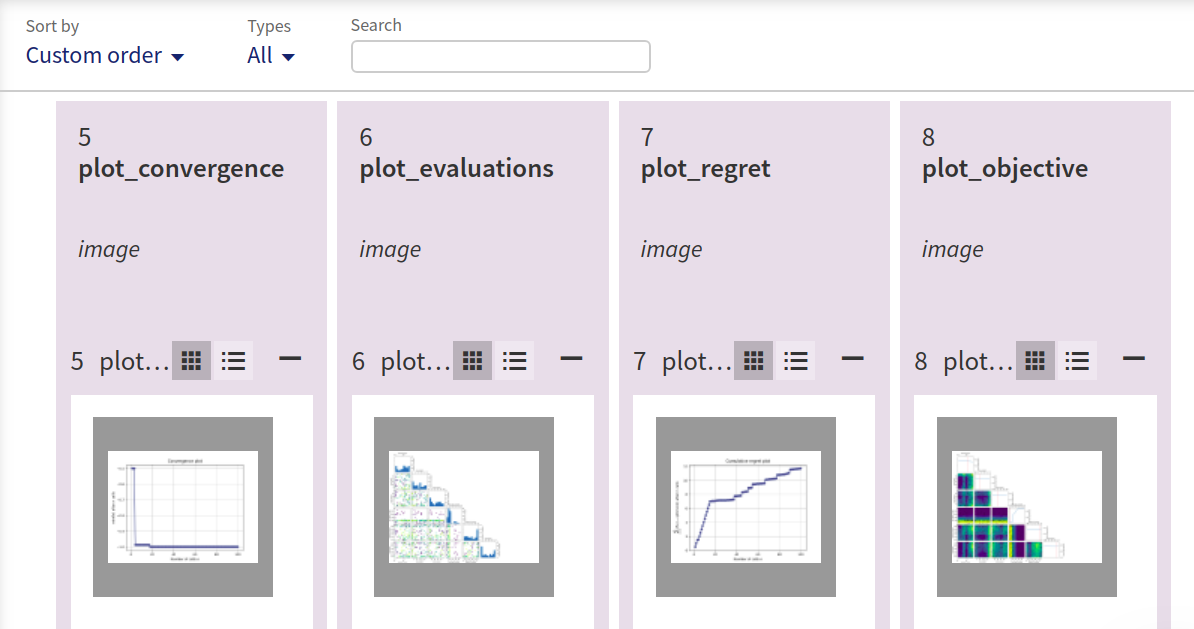 Sort by
Custom order
Types
All
Search
5
plot_convergence
image
5 plot...
6
plot_evaluations
image
6 plot...
7
plot_regret
image
7 plot...
8
plot_objective
image
8 plot...
Convergence plot
Cumulative regret plot